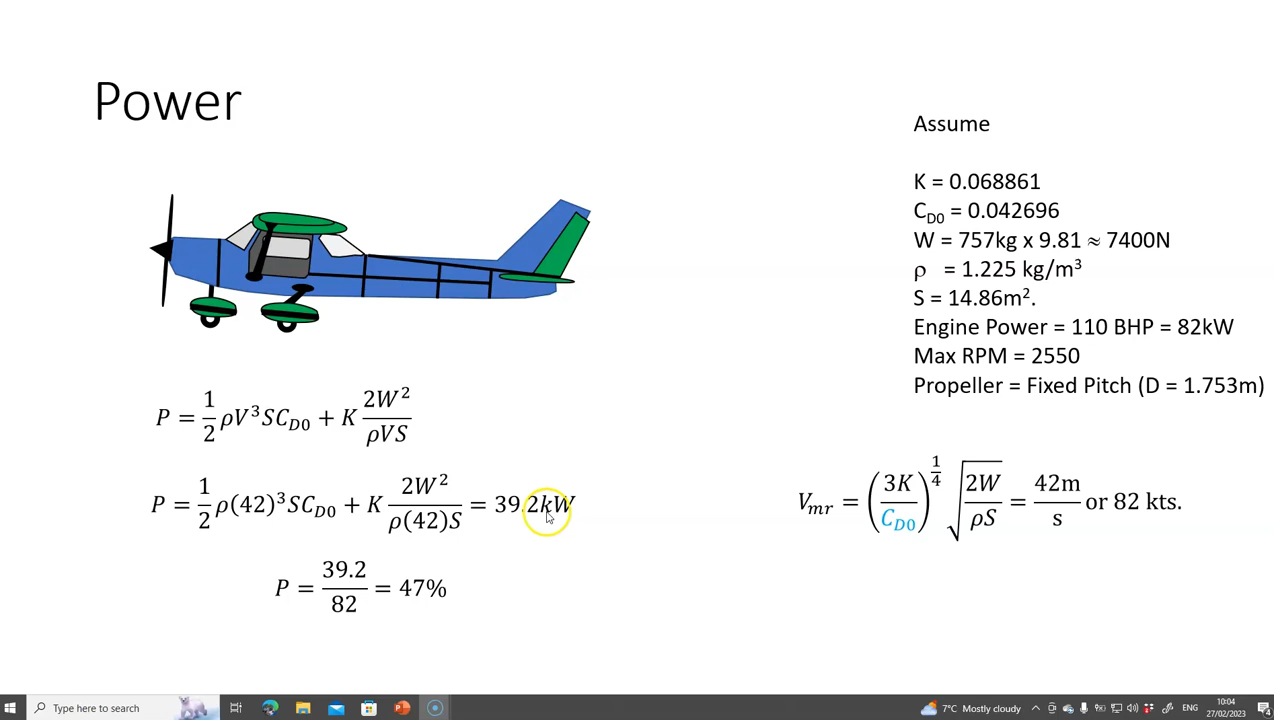 Power
Assume
K = 0.068861
C_D0 = 0.042696
W = 757kg x 9.81 ≈ 7400N
ρ = 1.225 kg/m³
S = 14.86m².
Engine Power = 110 BHP = 82kW
Max RPM = 2550
Propeller = Fixed Pitch (D = 1.753m)
P = 1/2 ρV³SC_D0 + K 2W²/ρVS
P = 1/2 ρ(42)³SC_D0 + K 2W²/ρ(42)S = 39.2kW
P = 39.2/82 = 47%
V_mr = (3K/C_D0)^1/4 √(2W/ρS) = 42m/s or 82 kts.
Type here to search
7°C Mostly cloudy
ENG
10:04
27/02/2023
4